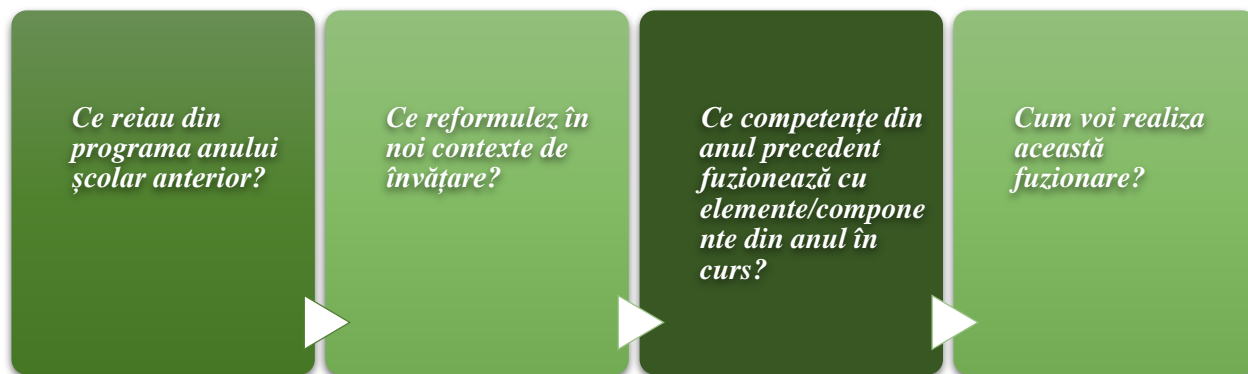 Ce reiau din
programa anului
școlar anterior?
Ce reformulez în
noi contexte de
învățare?
Ce competențe din
anul precedent
fuzionează cu
elemente/compone
nte din anul în
curs?
Cum voi realiza
această
fuzionare?